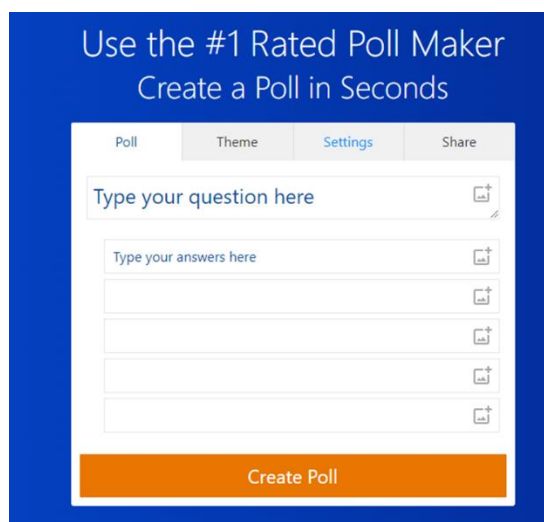 Use the #1 Rated Poll Maker
Create a Poll in Seconds
Poll Theme Settings Share
Type your question here
Type your answers here
Create Poll